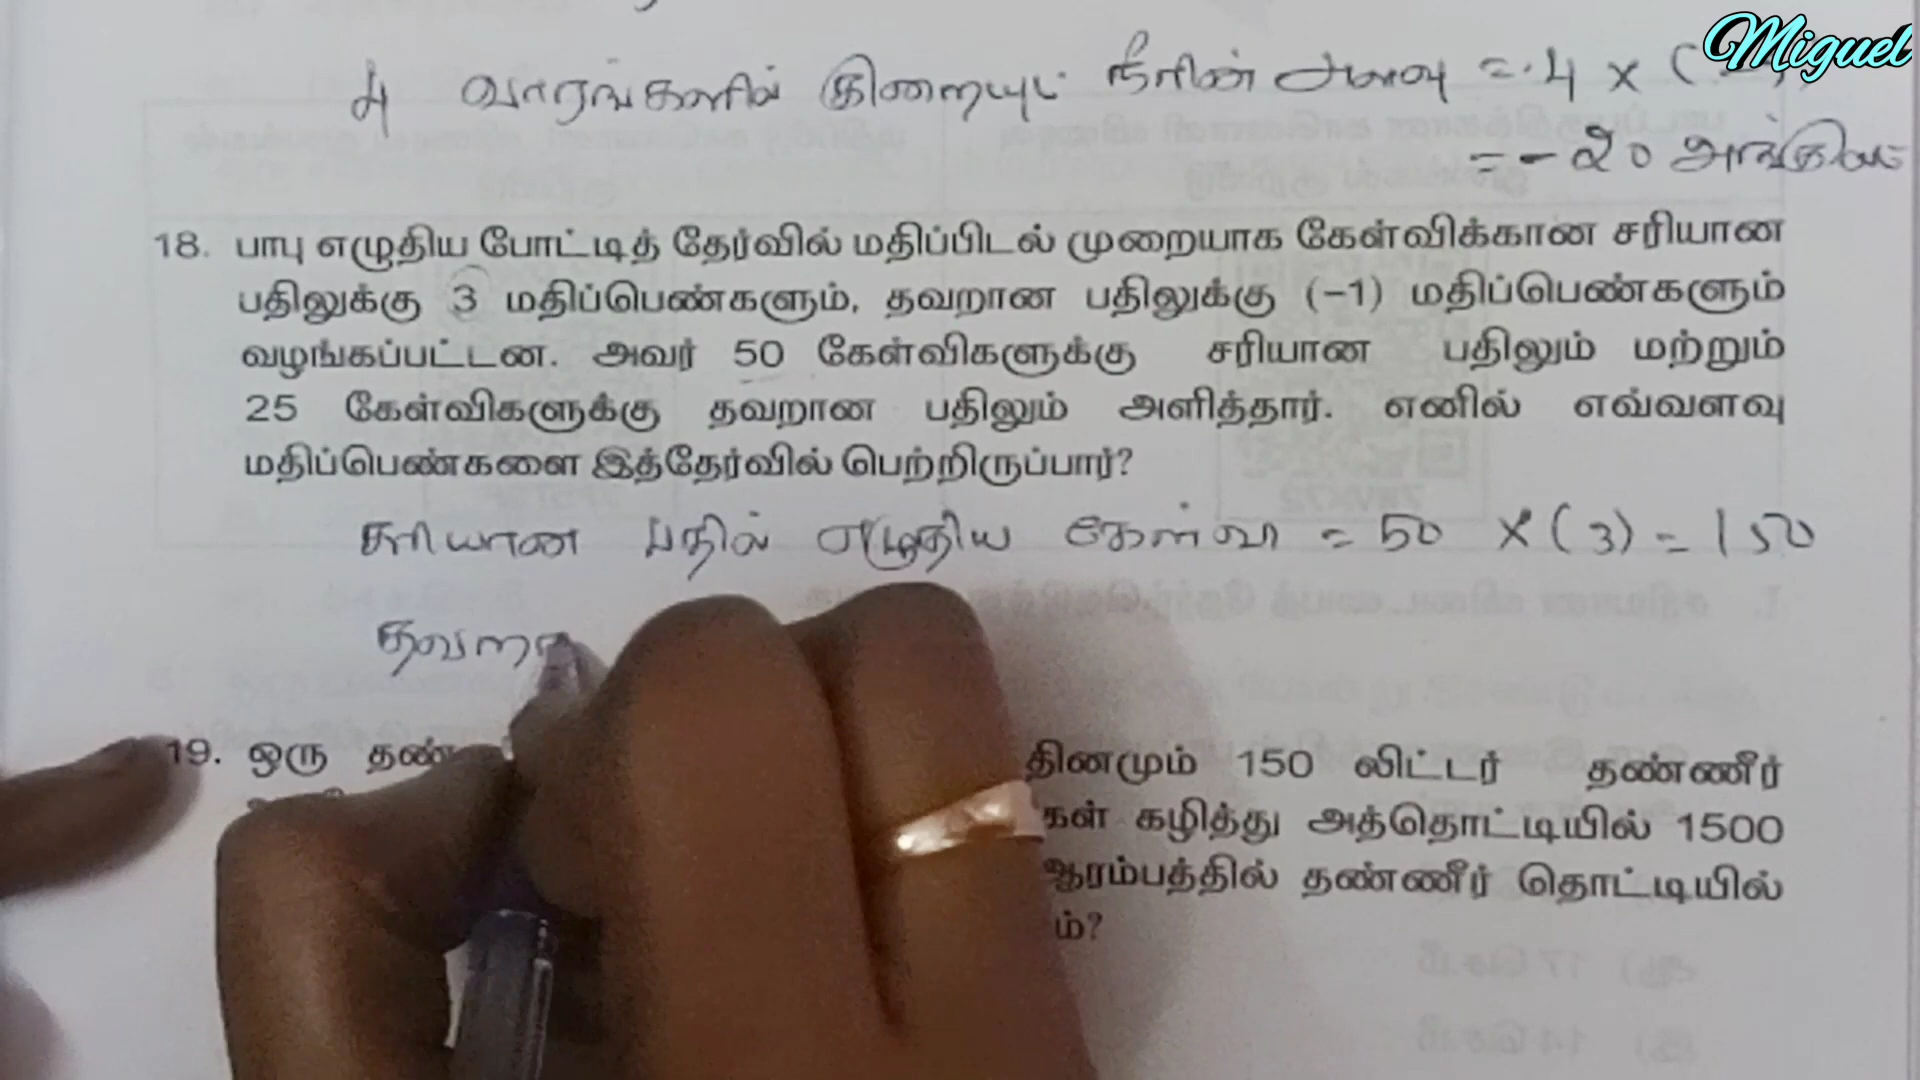 Miguel
4 வாரங்களில் குறையும் நீரின் அளவு = 4 × (
= - 20 அங்குலம்
18. பாபு எழுதிய போட்டித் தேர்வில் மதிப்பிடல் முறையாக கேள்விக்கான சரியான
பதிலுக்கு 3 மதிப்பெண்களும், தவறான பதிலுக்கு (−1) மதிப்பெண்களும்
வழங்கப்பட்டன. அவர் 50 கேள்விகளுக்கு சரியான பதிலும் மற்றும்
25 கேள்விகளுக்கு தவறான பதிலும் அளித்தார். எனில் எவ்வளவு
மதிப்பெண்களை இத்தேர்வில் பெற்றிருப்பார்?
சரியான பதில் எழுதிய கேள்வி = 50 × (3) = 150
தவறா
19. ஒரு தண் தினமும் 150 லிட்டர் தண்ணீர்
கள் கழித்து அத்தொட்டியில் 1500
ஆரம்பத்தில் தண்ணீர் தொட்டியில்
ம்?